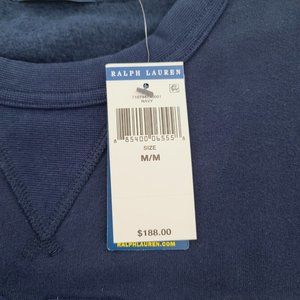 RALPH LAUREN
NAVY
SIZE
M/M
$188.00
RALPHLAUREN.COM